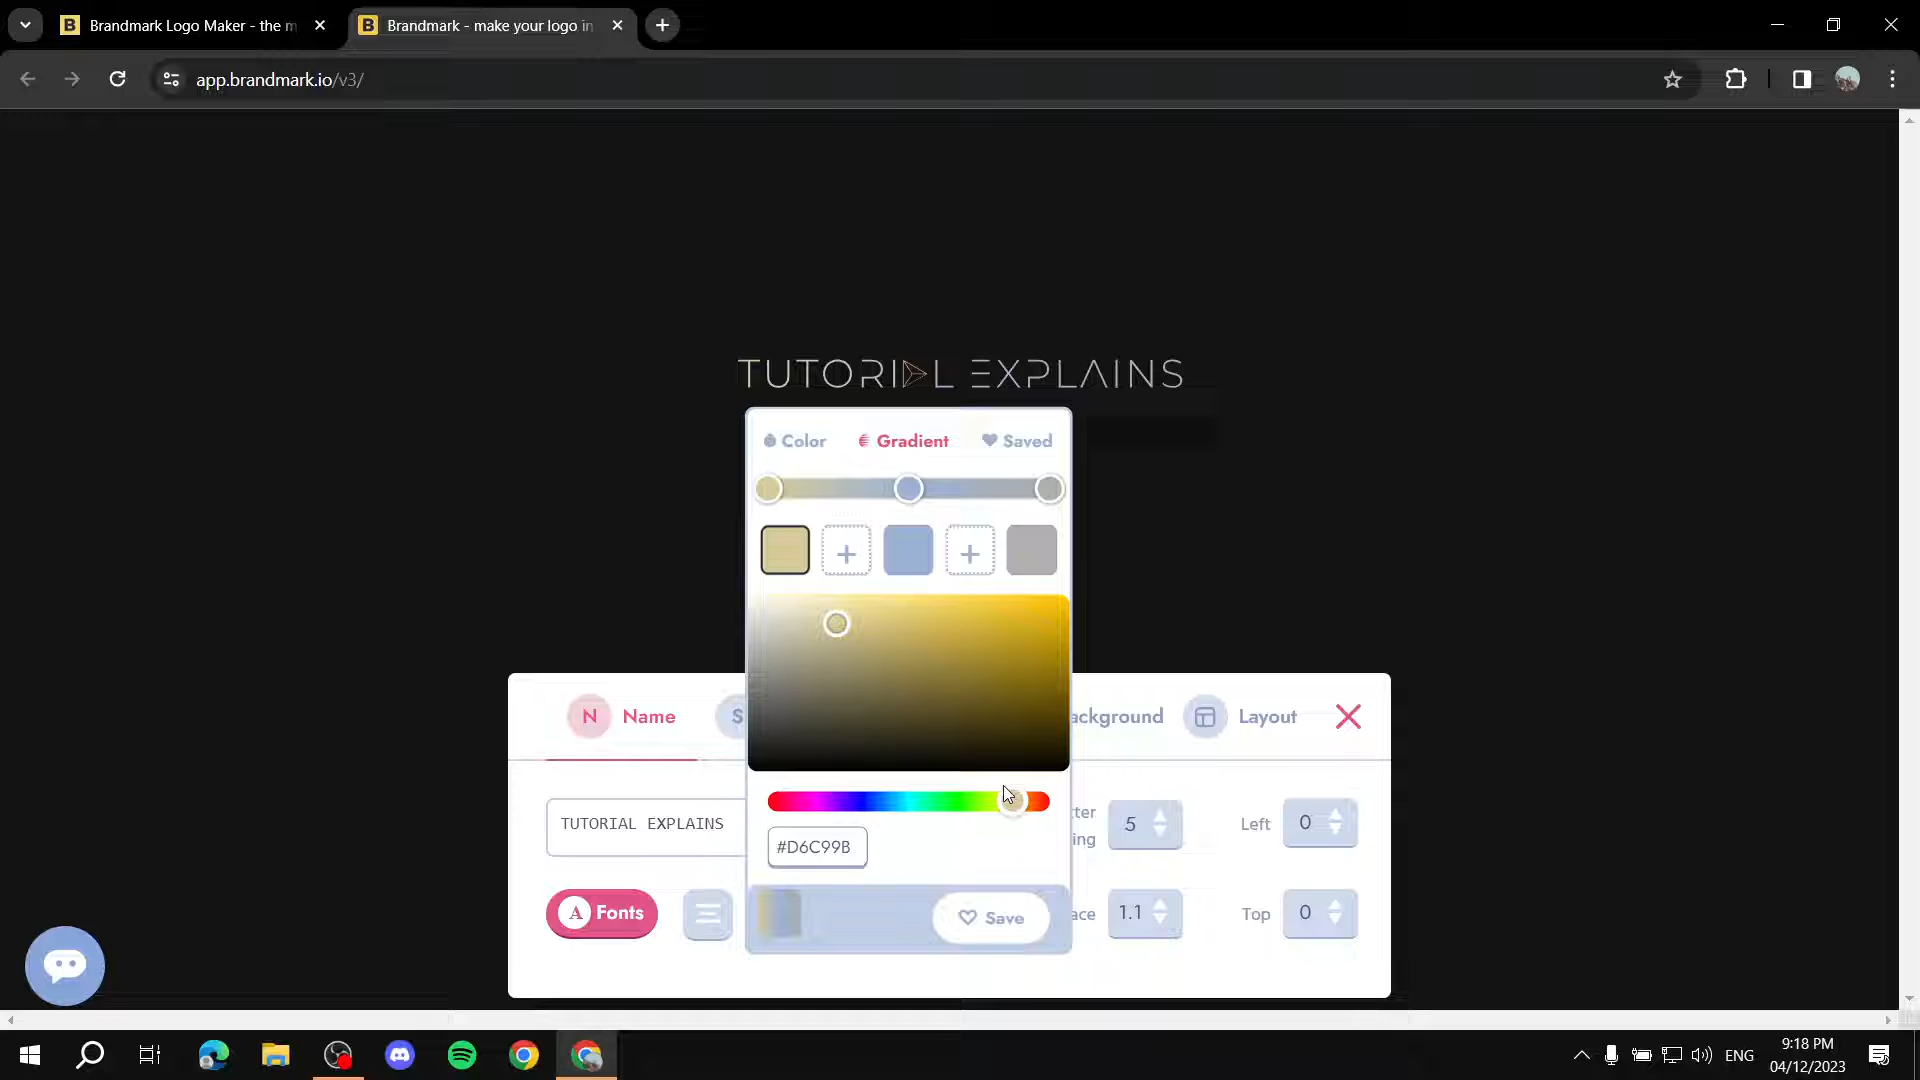 Brandmark Logo Maker - the m
Brandmark - make your logo in
app.brandmark.io/v3/
TUTORIAL EXPLAINS
Color
Gradient
Saved
N Name
S
ackground
Layout
TUTORIAL EXPLAINS
tter
ing
5
Left
0
#D6C99B
A Fonts
Save
ace
1.1
Top
0
ENG
9:18 PM
04/12/2023